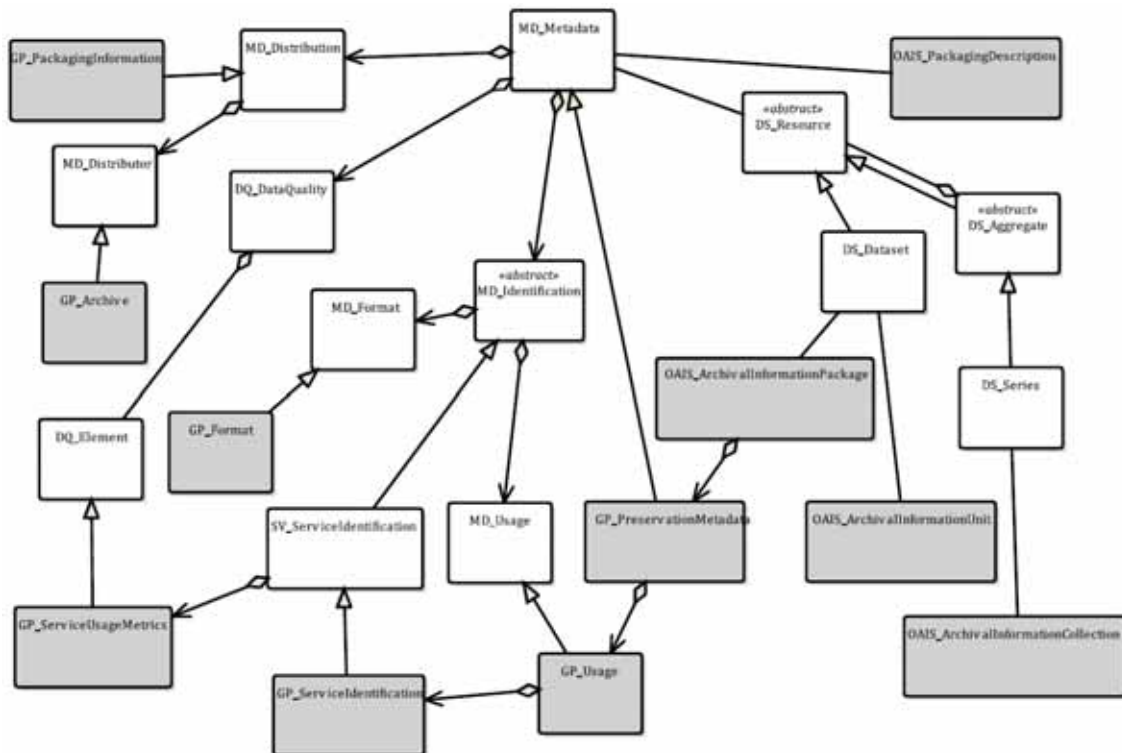 MD_Metadata
MD_Distribution
GP_PackagingInformation
OAIS_PackagingDescription
«abstract»
DS_Resource
MD_Distributor
DQ_DataQuality
«abstract»
DS_Aggregate
DS_Dataset
«abstract»
MD_Identification
GP_Archive
MD_Format
OAIS_ArchivalInformationPackage
DS_Series
GP_Format
DQ_Element
SV_ServiceIdentification
MD_Usage
GP_PreservationMetadata
OAIS_ArchivalInformationUnit
GP_ServiceUsageMetrics
OAIS_ArchivalInformationCollection
GP_Usage
GP_ServiceIdentification